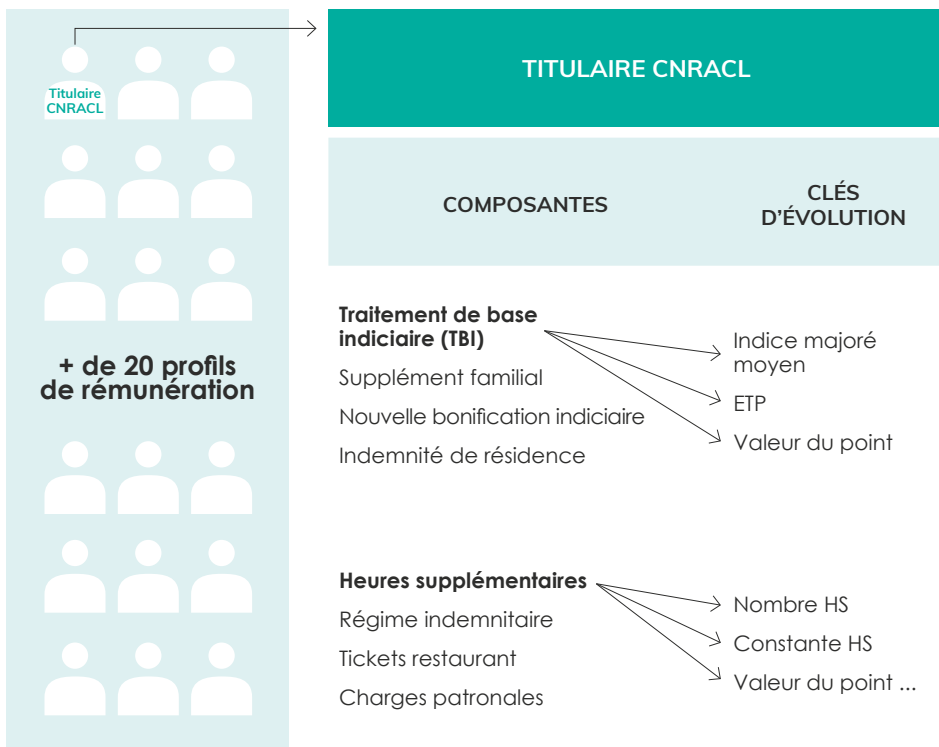 Titulaire
CNRACL
+ de 20 profils
de rémunération
TITULAIRE CNRACL
COMPOSANTES
CLÉS
D’ÉVOLUTION
Traitement de base
indiciaire (TBI)
Supplément familial
Nouvelle bonification indiciaire
Indemnité de résidence
Indice majoré
moyen
ETP
Valeur du point
Heures supplémentaires
Régime indemnitaire
Tickets restaurant
Charges patronales
Nombre HS
Constante HS
Valeur du point ...